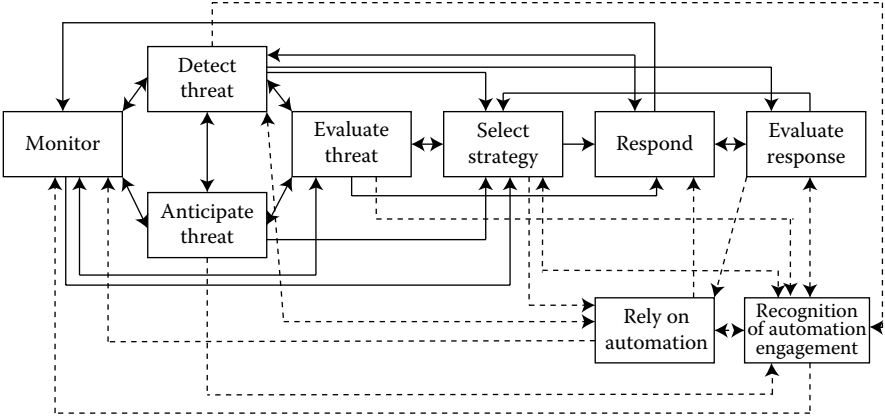 Detect
threat
Monitor
Evaluate
threat
Select
strategy
Respond
Evaluate
response
Anticipate
threat
Rely on
automation
Recognition
of automation
engagement